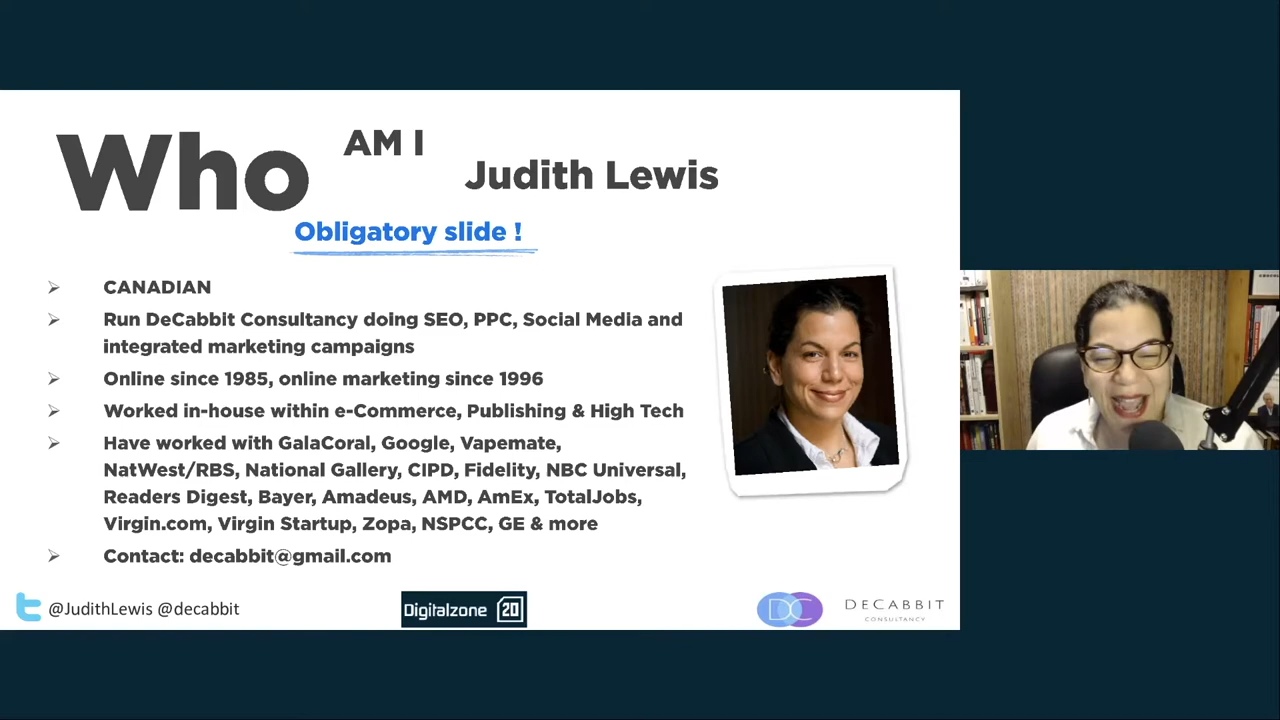 Who
AM I
Judith Lewis
Obligatory slide !
CANADIAN
Run DeCabbit Consultancy doing SEO, PPC, Social Media and
integrated marketing campaigns
Online since 1985, online marketing since 1996
Worked in-house within e-Commerce, Publishing & High Tech
Have worked with GalaCoral, Google, Vapemate,
NatWest/RBS, National Gallery, CIPD, Fidelity, NBC Universal,
Readers Digest, Bayer, Amadeus, AMD, AmEx, TotalJobs,
Virgin.com, Virgin Startup, Zopa, NSPCC, GE & more
Contact: decabbit@gmail.com
@JudithLewis @decabbit
Digitalzone 20
DC
DECABBIT
CONSULTANCY